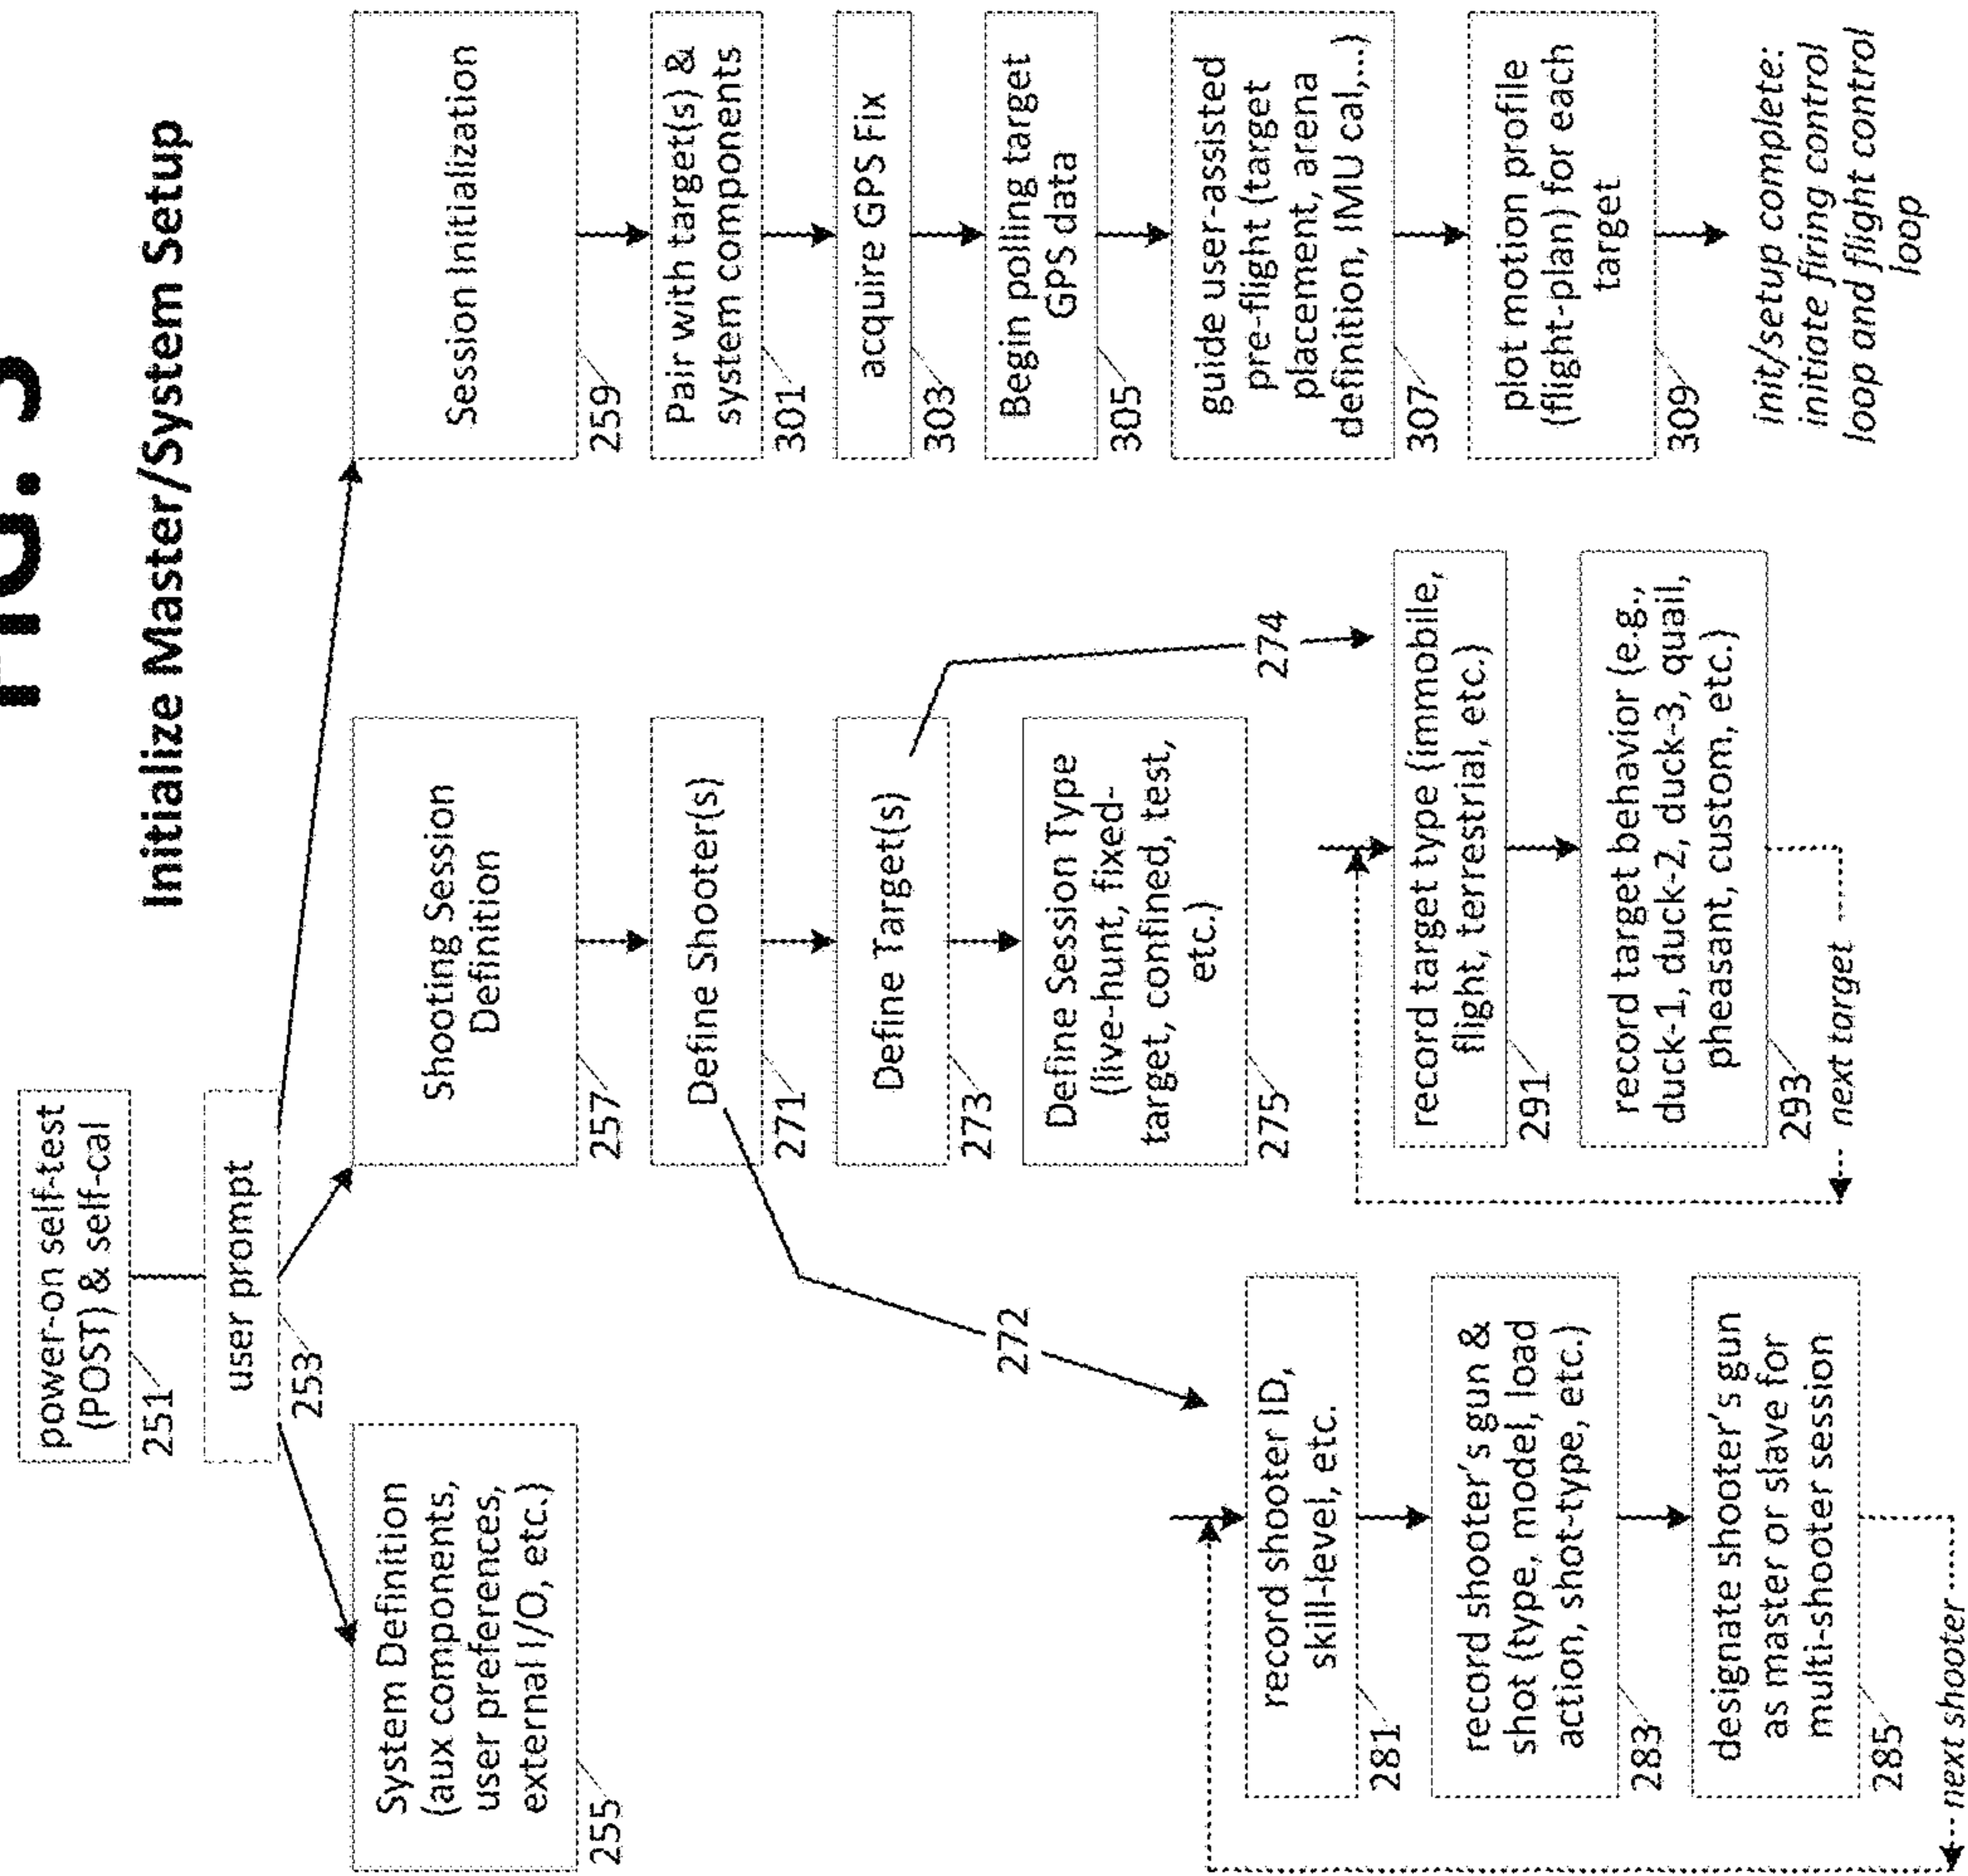 FIG. 3
Initialize Master/System Setup
power-on self-test
(POST) & self-cal
251
user prompt
253
System Definition
(aux components,
user preferences,
external I/O, etc.)
255
Shooting Session
Definition
257
Define Shooter(s)
271
Define Target(s)
273
Define Session Type
(live-hunt, fixed-
target, confined, test,
etc.)
275
Session Initialization
259
Pair with target(s) &
system components
301
acquire GPS Fix
303
Begin polling target
GPS data
305
guide user-assisted
pre-flight (target
placement, arena
definition, IMU cal,...)
307
plot motion profile
(flight-plan) for each
target
309
init/setup complete:
initiate firing control
loop and flight control
loop
272
record shooter ID,
skill-level, etc.
281
record shooter's gun &
shot (type, model, load
action, shot-type, etc.)
283
designate shooter's gun
as master or slave for
multi-shooter session
285
next shooter
274
record target type (immobile,
flight, terrestrial, etc.)
291
record target behavior (e.g.,
duck-1, duck-2, duck-3, quail,
pheasant, custom, etc.)
293
next target